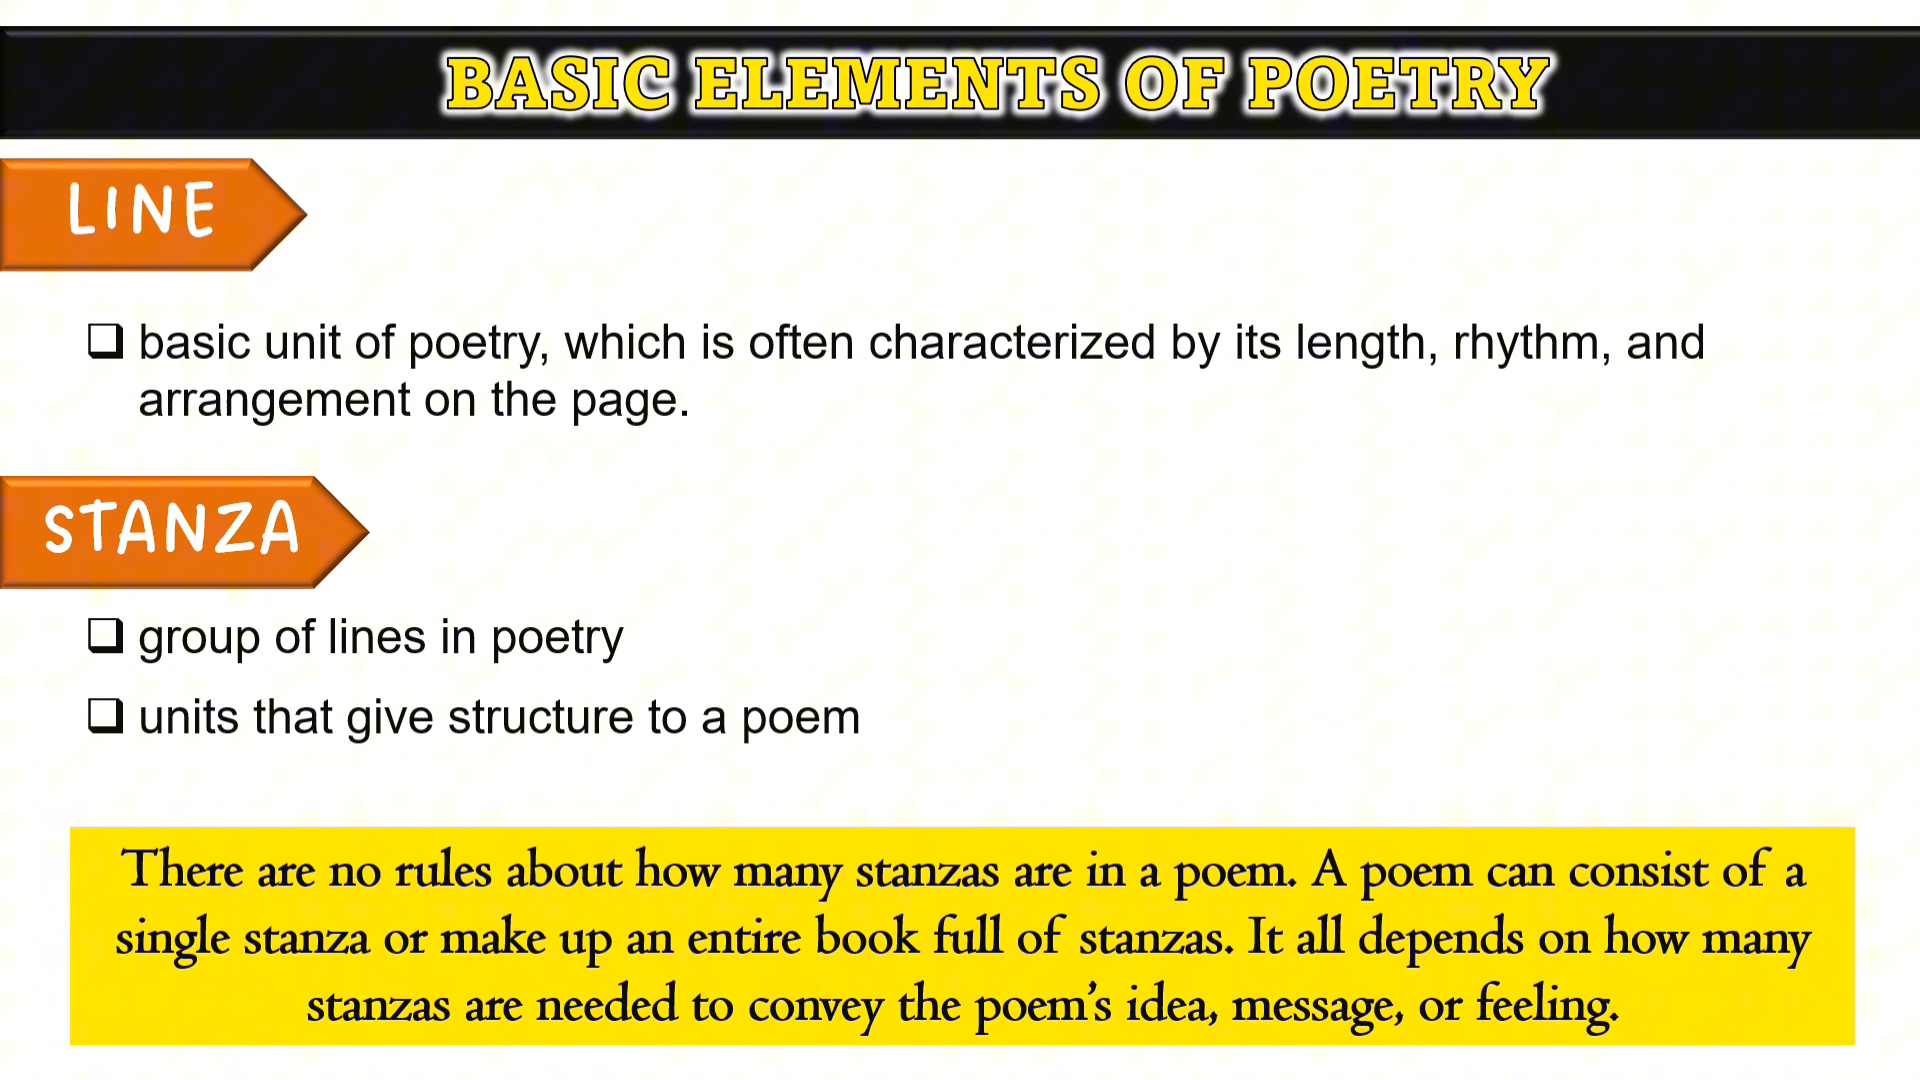 BASIC ELEMENTS OF POETRY
LINE
basic unit of poetry, which is often characterized by its length, rhythm, and
arrangement on the page.
STANZA
group of lines in poetry
units that give structure to a poem
There are no rules about how many stanzas are in a poem. A poem can consist of a
single stanza or make up an entire book full of stanzas. It all depends on how many
stanzas are needed to convey the poem’s idea, message, or feeling.